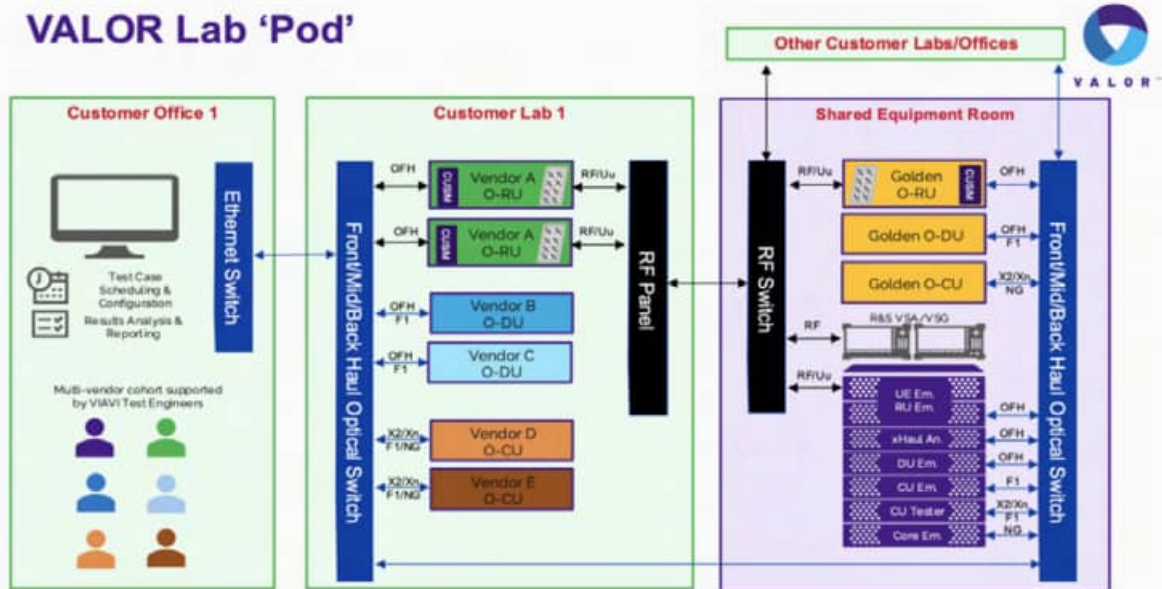 VALOR Lab 'Pod'
Other Customer Labs/Offices
VALOR
Customer Office 1
Ethernet Switch
Test Case
Scheduling &
Configuration
Results Analysis &
Reporting
Multi-vendor cohort supported
by VIAVI Test Engineers
Customer Lab 1
Front/Mid/Back Haul Optical Switch
OFH
CUSM
Vendor A
O-RU
RF/Uu
OFH
CUSM
Vendor A
O-RU
RF/Uu
OFH
F1
Vendor B
O-DU
OFH
F1
Vendor C
O-DU
X2/Xn
F1/NG
Vendor D
O-CU
X2/Xn
F1/NG
Vendor E
O-CU
RF Panel
Shared Equipment Room
RF Switch
RF/Uu
Golden
O-RU
CUSM
OFH
Golden O-DU
OFH
F1
Golden O-CU
X2/Xn
NG
R&S VSA/VSG
RF
RF/Uu
UE Em.
RU Em.
OFH
xHaul An.
OFH
DU Em.
OFH
CU Em.
F1
CU Tester
X2/Xn
F1
Core Em.
NG
Front/Mid/Back Haul Optical Switch